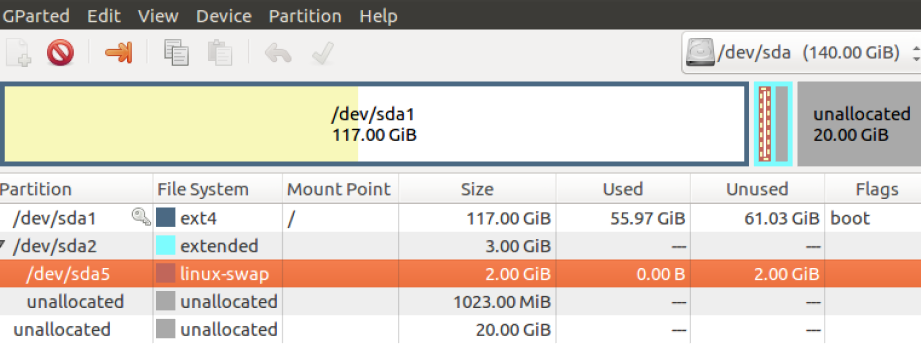 GParted Edit View Device Partition Help
/dev/sda (140.00 GiB)
/dev/sda1
117.00 GiB
unallocated
20.00 GiB
Partition File System Mount Point Size Used Unused Flags
/dev/sda1 ext4 / 117.00 GiB 55.97 GiB 61.03 GiB boot
/dev/sda2 extended 3.00 GiB --- ---
/dev/sda5 linux-swap 2.00 GiB 0.00 B 2.00 GiB
unallocated unallocated 1023.00 MiB --- ---
unallocated unallocated 20.00 GiB --- ---